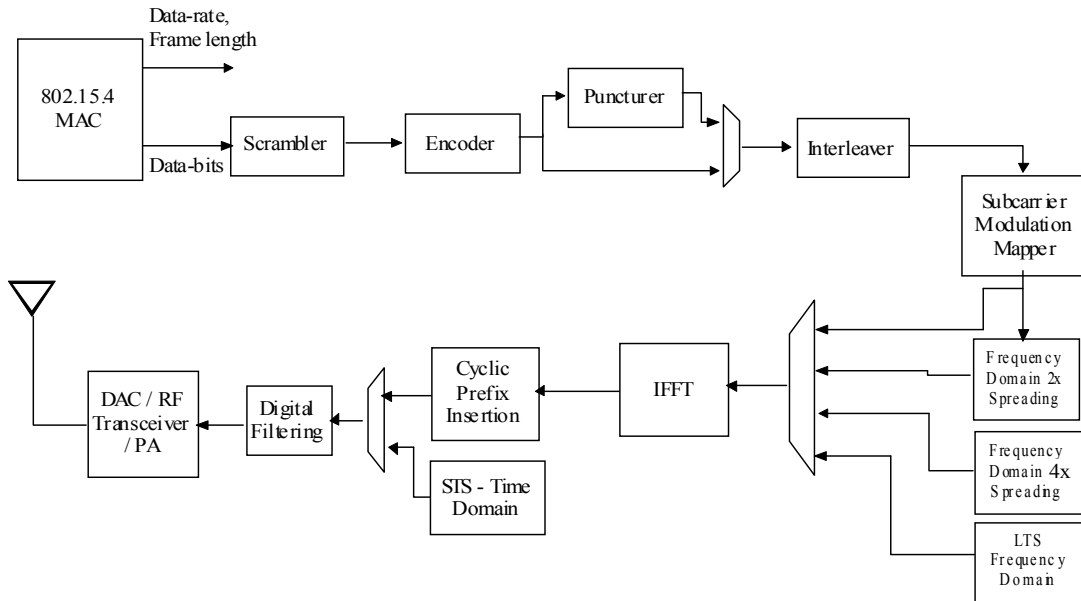 Data-rate,
Frame length
802.15.4
MAC
Data-bits
Scrambler
Encoder
Puncturer
Interleaver
Subcarrier
Modulation
Mapper
Frequency
Domain 2x
Spreading
Frequency
Domain 4x
Spreading
LTS
Frequency
Domain
IFFT
Cyclic
Prefix
Insertion
STS - Time
Domain
Digital
Filtering
DAC / RF
Transceiver
/ PA